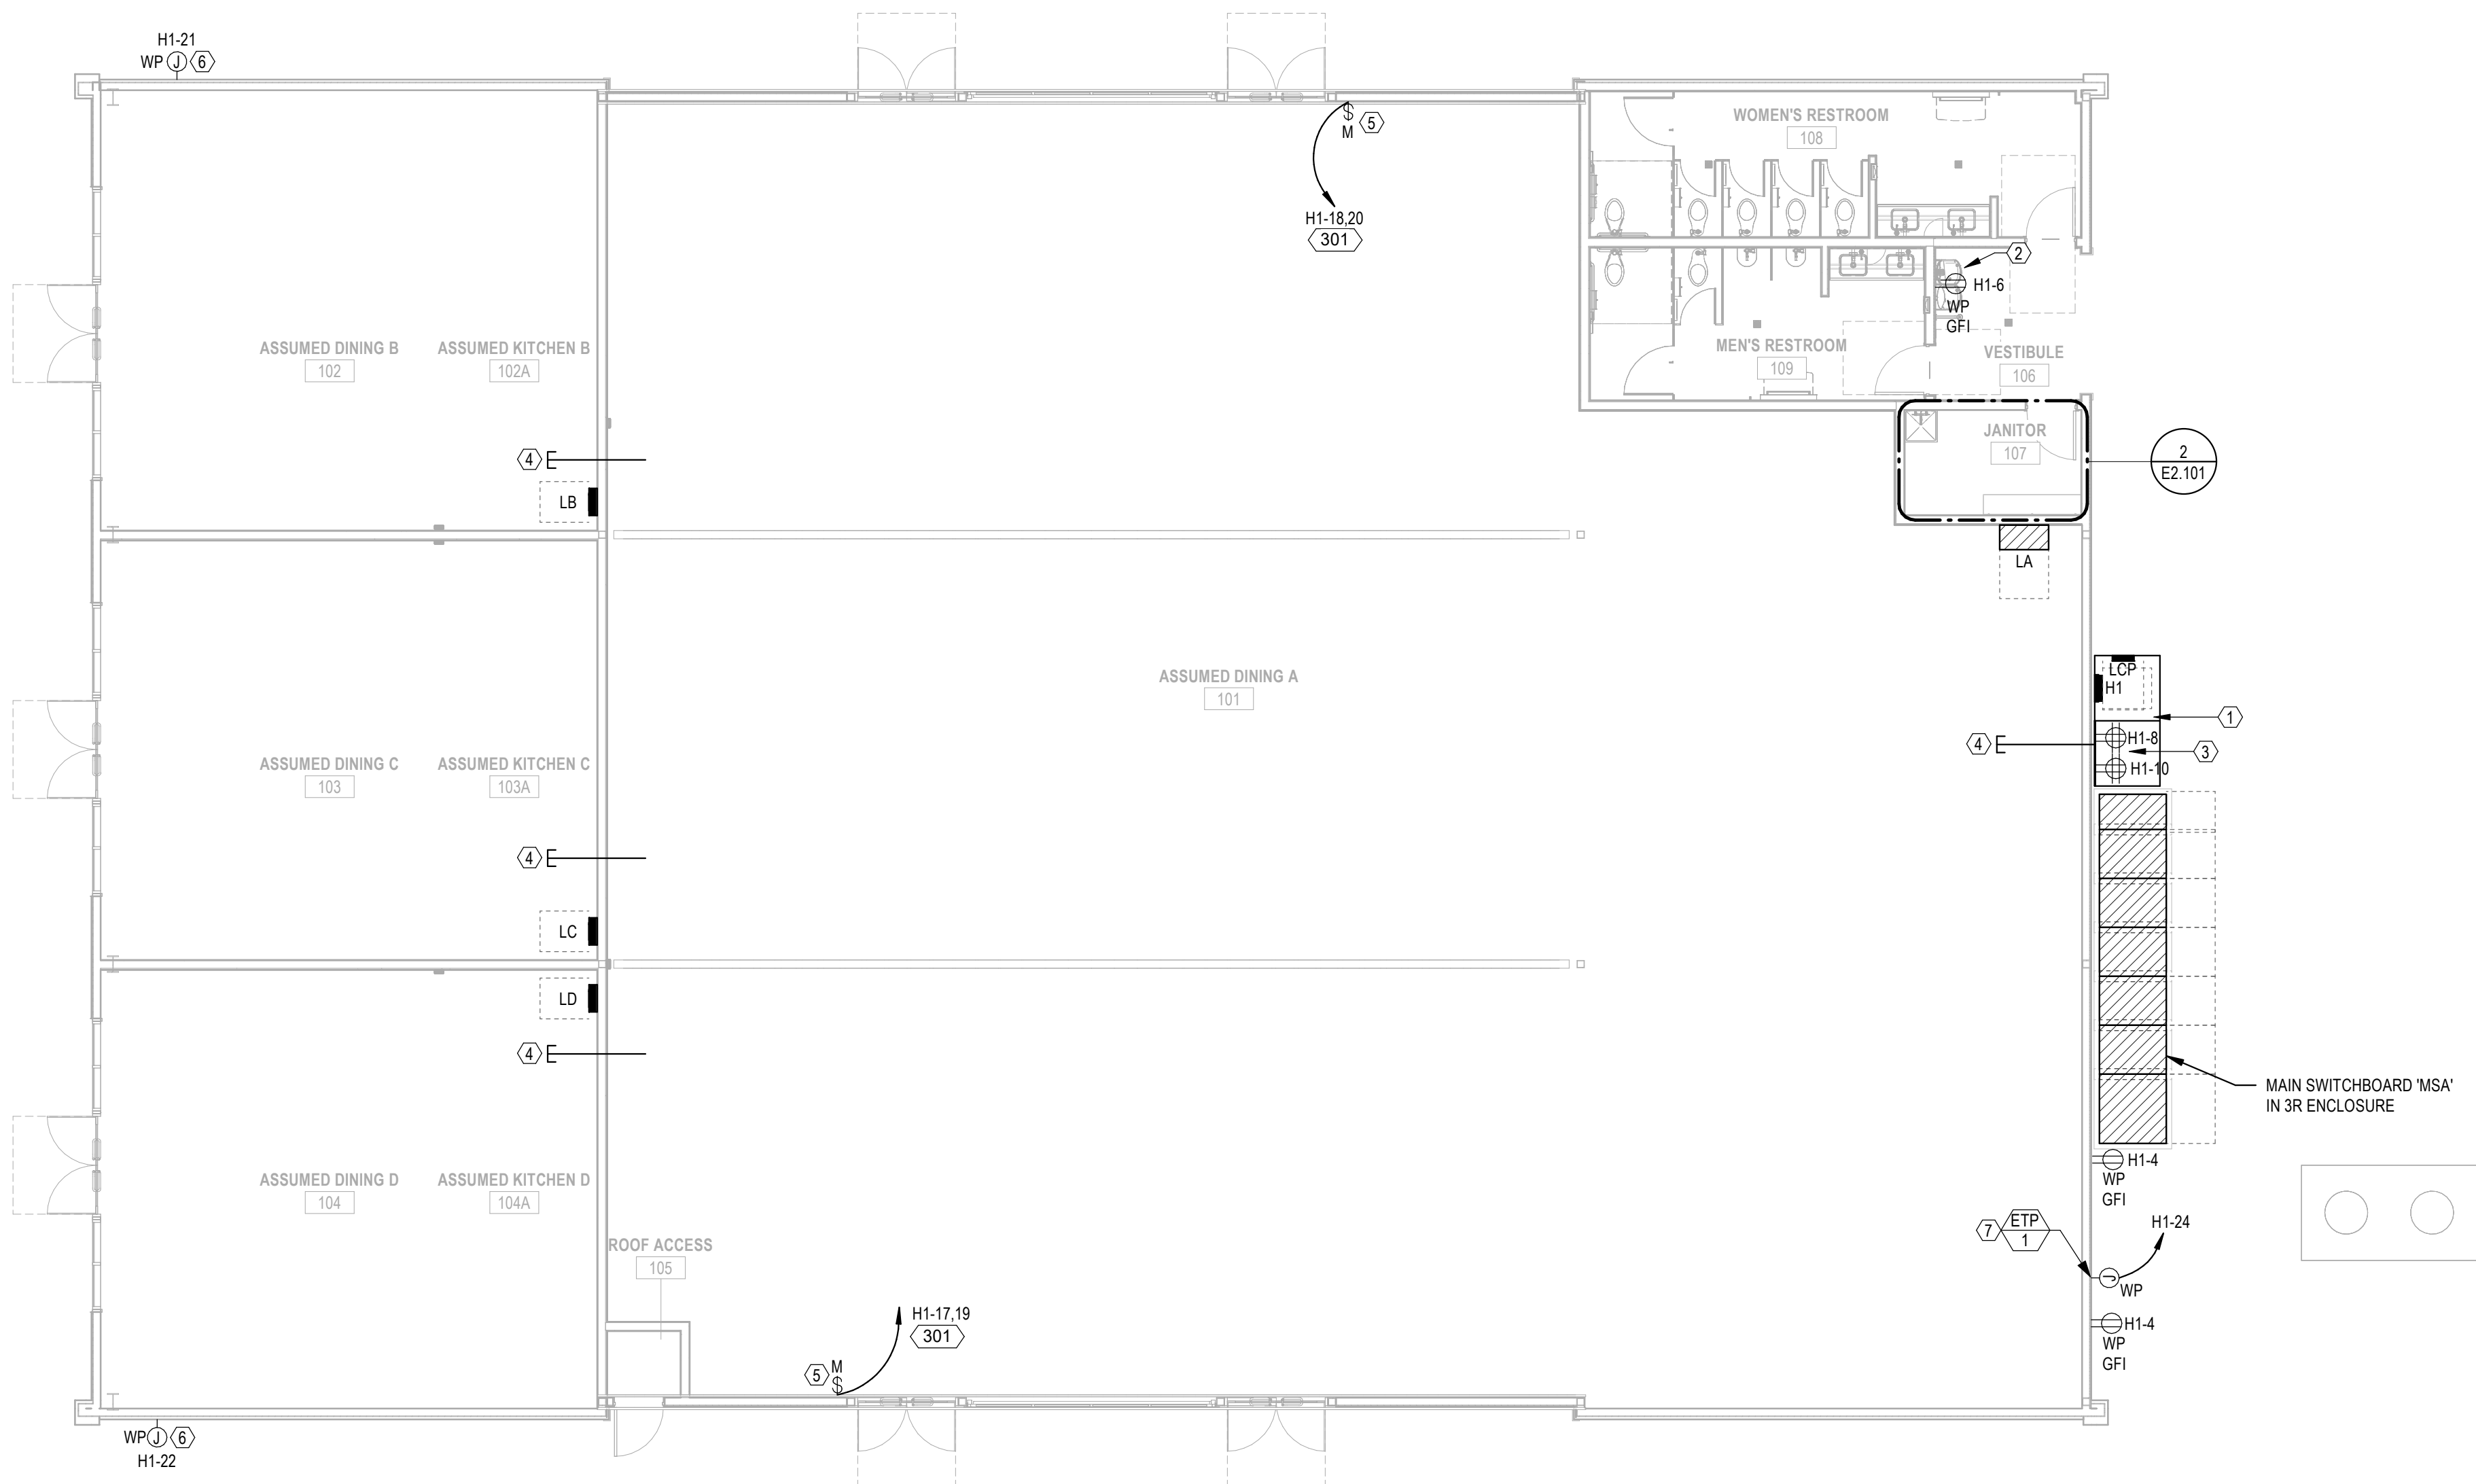 H1-21
WP J 6
$
M 5
H1-18,20
301
WOMEN'S RESTROOM
108
2
H1-6
WP
GFI
MEN'S RESTROOM
109
VESTIBULE
106
ASSUMED DINING B
102
ASSUMED KITCHEN B
102A
4
LB
JANITOR
107
2
E2.101
LA
ASSUMED DINING A
101
LCP
H1
1
4
H1-8
3
H1-10
ASSUMED DINING C
103
ASSUMED KITCHEN C
103A
4
LC
LD
4
MAIN SWITCHBOARD 'MSA'
IN 3R ENCLOSURE
H1-4
WP
GFI
ASSUMED DINING D
104
ASSUMED KITCHEN D
104A
ROOF ACCESS
105
7 ETP
1
H1-24
J
WP
H1-4
WP
GFI
H1-17,19
301
5 M
$
WP J 6
H1-22